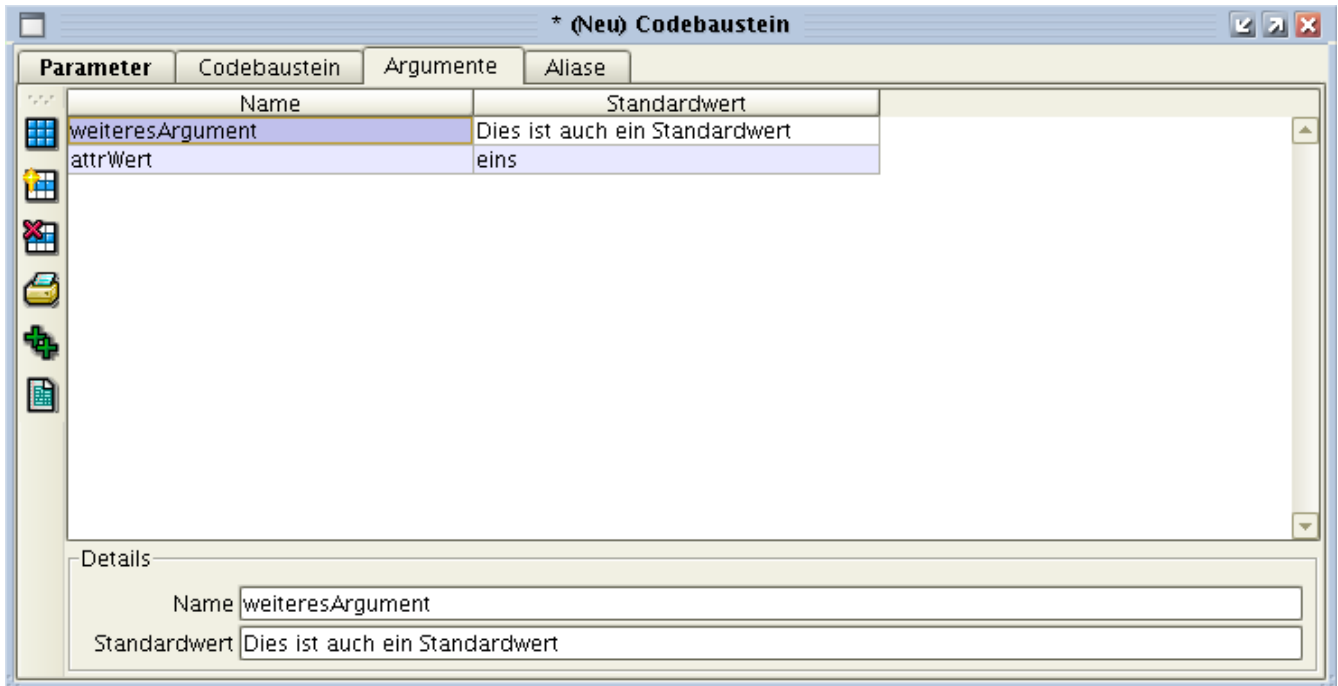 * (Neu) Codebaustein
Parameter Codebaustein Argumente Aliase
Name Standardwert
weiteresArgument Dies ist auch ein Standardwert
attrWert eins
Details
Name weiteresArgument
Standardwert Dies ist auch ein Standardwert